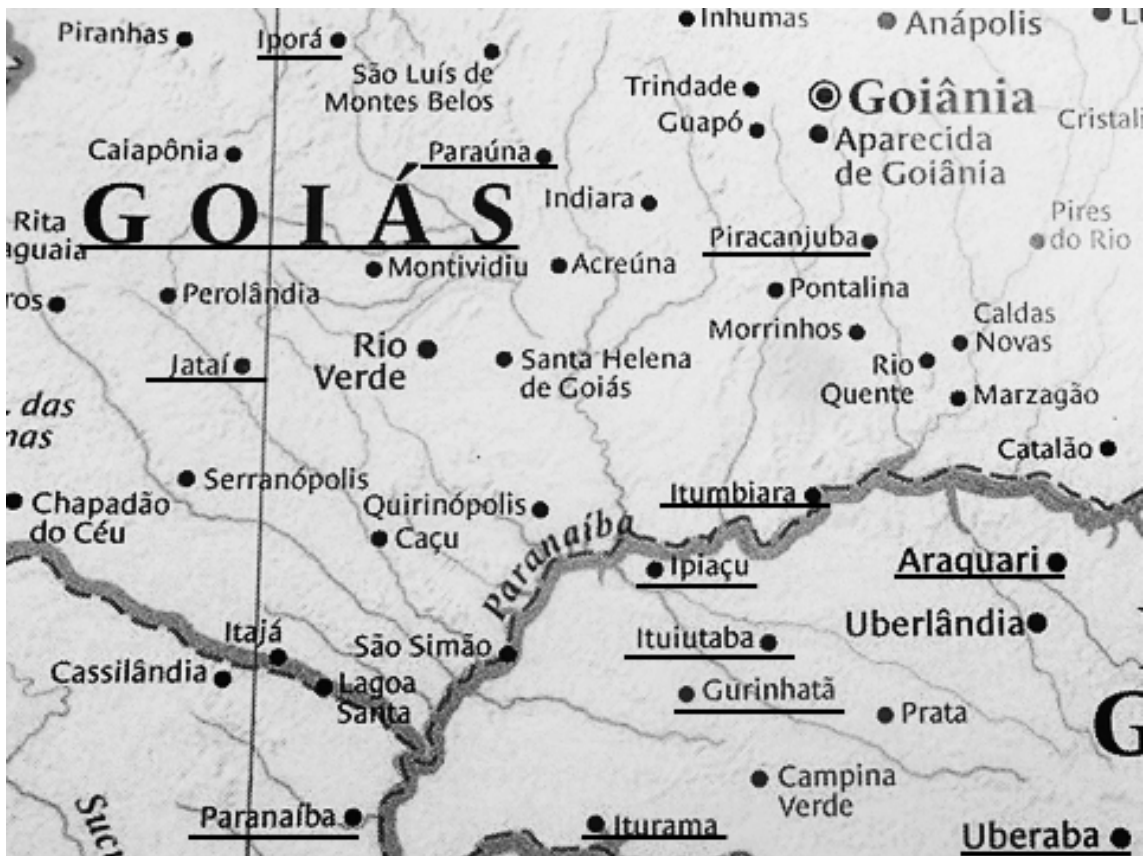 Piranhas
Iporá
São Luís de
Montes Belos
Inhumas
Anápolis
Trindade
Guapó
Goiânia
Aparecida
de Goiânia
Cristali
Caiapônia
Paraúna
GOIÁS
Indiara
Rita
aguaia
Piracanjuba
Pires
do Rio
ros
Perolândia
Montividiu
Acreúna
Pontalina
Morrinhos
Caldas
Novas
Jataí
Rio
Verde
Santa Helena
de Goiás
Rio
Quente
Marzagão
. das
nas
Catalão
Serranópolis
Chapadão
do Céu
Quirinópolis
Caçu
Paranaíba
Itumbiara
Ipiaçu
Araguari
Itajá
São Simão
Ituiutaba
Uberlândia
Cassilândia
Lagoa
Santa
Gurinhatã
Prata
G
Campina
Verde
Sucr
Paranaíba
Iturama
Uberaba